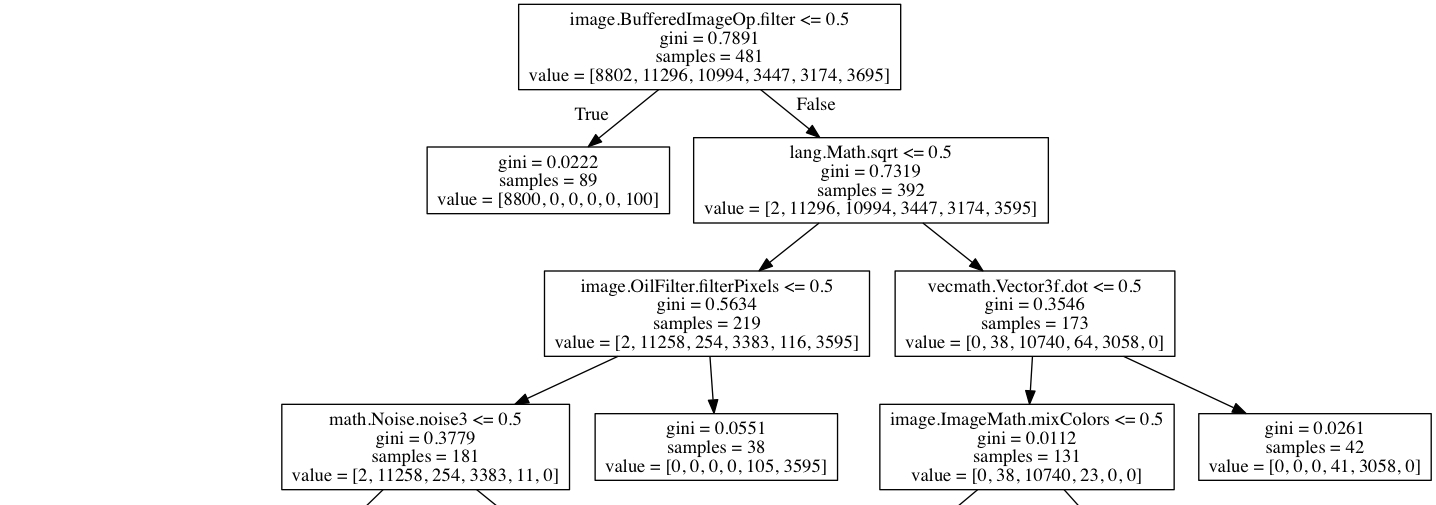 image.BufferedImageOp.filter <= 0.5
gini = 0.7891
samples = 481
value = [8802, 11296, 10994, 3447, 3174, 3695]
True
False
gini = 0.0222
samples = 89
value = [8800, 0, 0, 0, 0, 100]
lang.Math.sqrt <= 0.5
gini = 0.7319
samples = 392
value = [2, 11296, 10994, 3447, 3174, 3595]
image.OilFilter.filterPixels <= 0.5
gini = 0.5634
samples = 219
value = [2, 11258, 254, 3383, 116, 3595]
vecmath.Vector3f.dot <= 0.5
gini = 0.3546
samples = 173
value = [0, 38, 10740, 64, 3058, 0]
math.Noise.noise3 <= 0.5
gini = 0.3779
samples = 181
value = [2, 11258, 254, 3383, 11, 0]
gini = 0.0551
samples = 38
value = [0, 0, 0, 0, 105, 3595]
image.ImageMath.mixColors <= 0.5
gini = 0.0112
samples = 131
value = [0, 38, 10740, 23, 0, 0]
gini = 0.0261
samples = 42
value = [0, 0, 0, 41, 3058, 0]